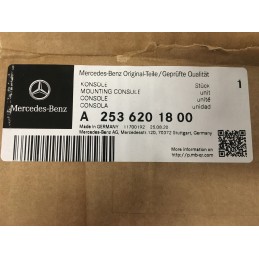 Mercedes-Benz Original-Teile/Geprüfte Qualität
KONSOLE Stück 1
MOUNTING CONSOLE unit
CONSOLE unité
CONSOLA unidad
Mercedes-Benz
A 253 620 18 00
Made in GERMANY
Mercedes-Benz AG, Mercedesstr. 120, 70372 Stuttgart, Germany
More information on!